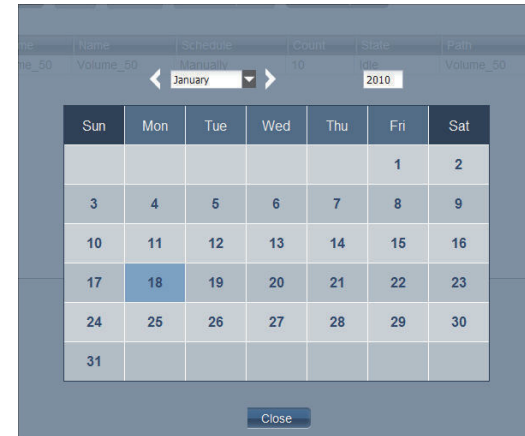 me Name Schedule Count State Path
me_50 Volume_50 Manually 10 Idle Volume_50
January 2010
Sun Mon Tue Wed Thu Fri Sat
1 2
3 4 5 6 7 8 9
10 11 12 13 14 15 16
17 18 19 20 21 22 23
24 25 26 27 28 29 30
31
Close